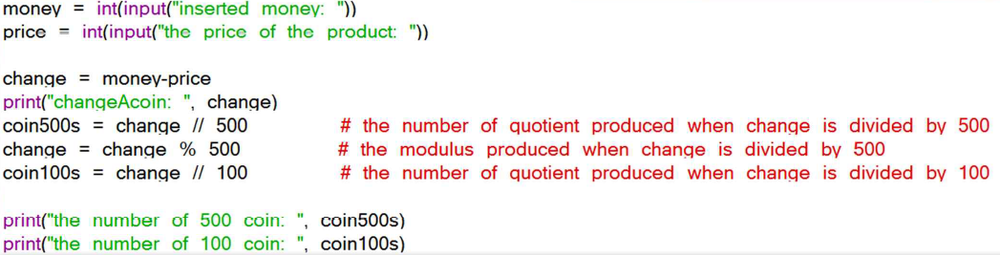 money = int(input("inserted money: "))
price = int(input("the price of the product: "))
change = money-price
print("changeAcoin: ", change)
coin500s = change // 500 # the number of quotient produced when change is divided by 500
change = change % 500 # the modulus produced when change is divided by 500
coin100s = change // 100 # the number of quotient produced when change is divided by 100
print("the number of 500 coin: ", coin500s)
print("the number of 100 coin: ", coin100s)